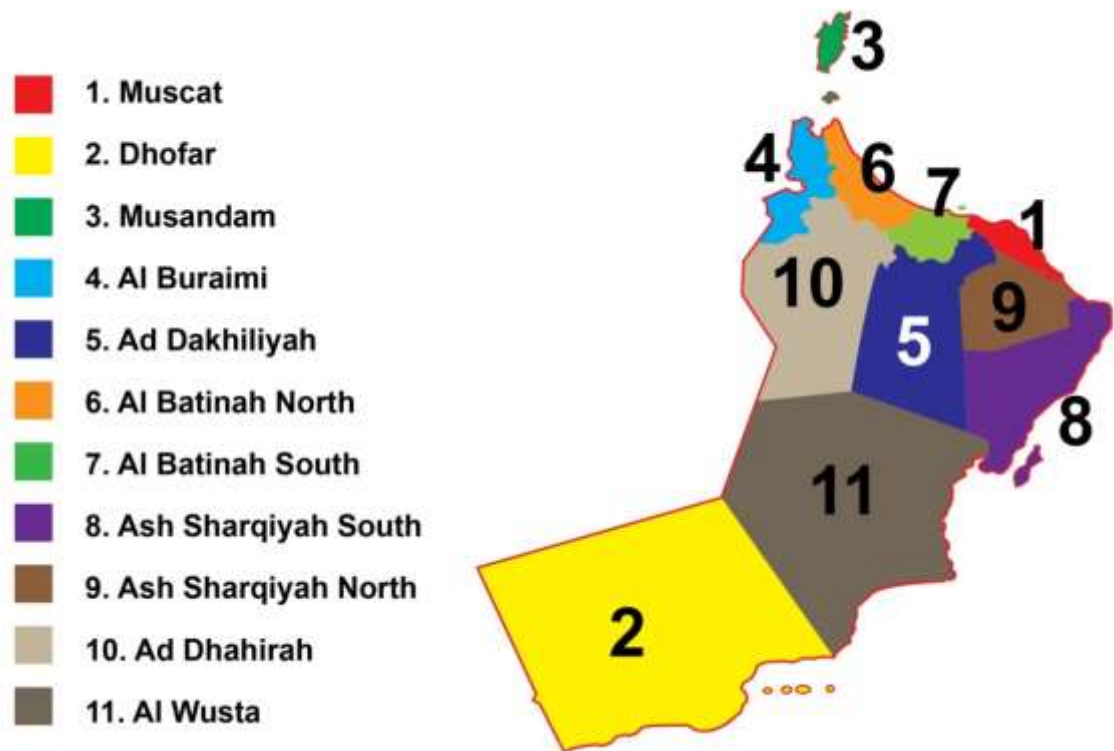 1. Muscat
2. Dhofar
3. Musandam
4. Al Buraimi
5. Ad Dakhiliyah
6. Al Batinah North
7. Al Batinah South
8. Ash Sharqiyah South
9. Ash Sharqiyah North
10. Ad Dhahirah
11. Al Wusta
3
4
6
7
1
10
9
5
8
11
2